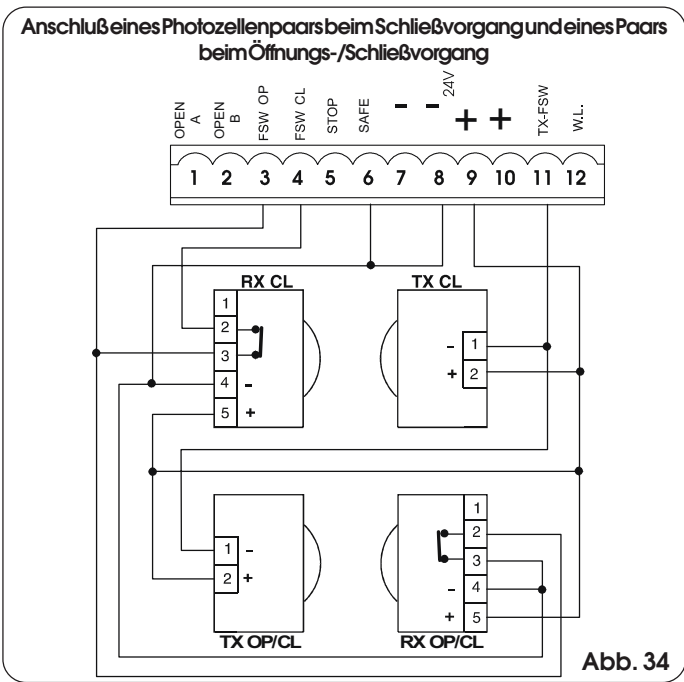 Anschluß eines Photozellenpaars beim Schließvorgang und eines Paars
beim Öffnungs-/Schließvorgang
OPEN A
OPEN B
FSW OP
FSW CL
STOP
SAFE
-
-
24V
+
+
TX-FSW
W.L.
1 2 3 4 5 6 7 8 9 10 11 12
RX CL
1
2
3
4 -
5 +
TX CL
- 1
+ 2
1 -
2 +
TX OP/CL
1
2
3
- 4
+ 5
RX OP/CL
Abb. 34